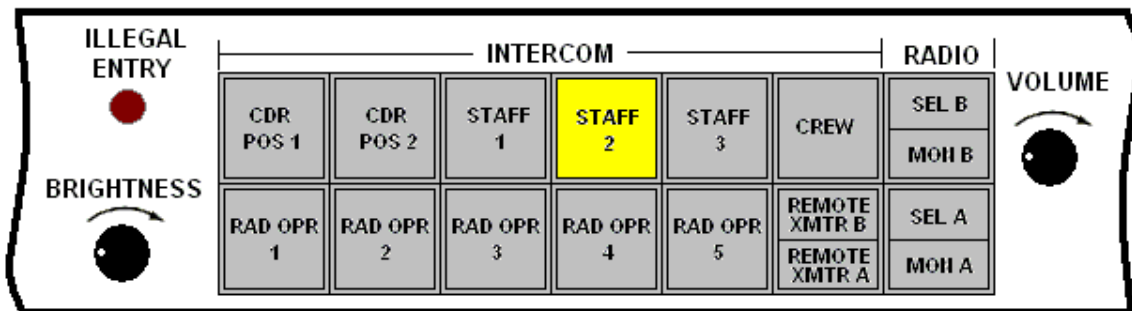 ILLEGAL
ENTRY
INTERCOM
RADIO
VOLUME
BRIGHTNESS
CDR
POS 1
CDR
POS 2
STAFF
1
STAFF
2
STAFF
3
CREW
SEL B
MON B
RAD OPR
1
RAD OPR
2
RAD OPR
3
RAD OPR
4
RAD OPR
5
REMOTE
XMTR B
REMOTE
XMTR A
SEL A
MON A